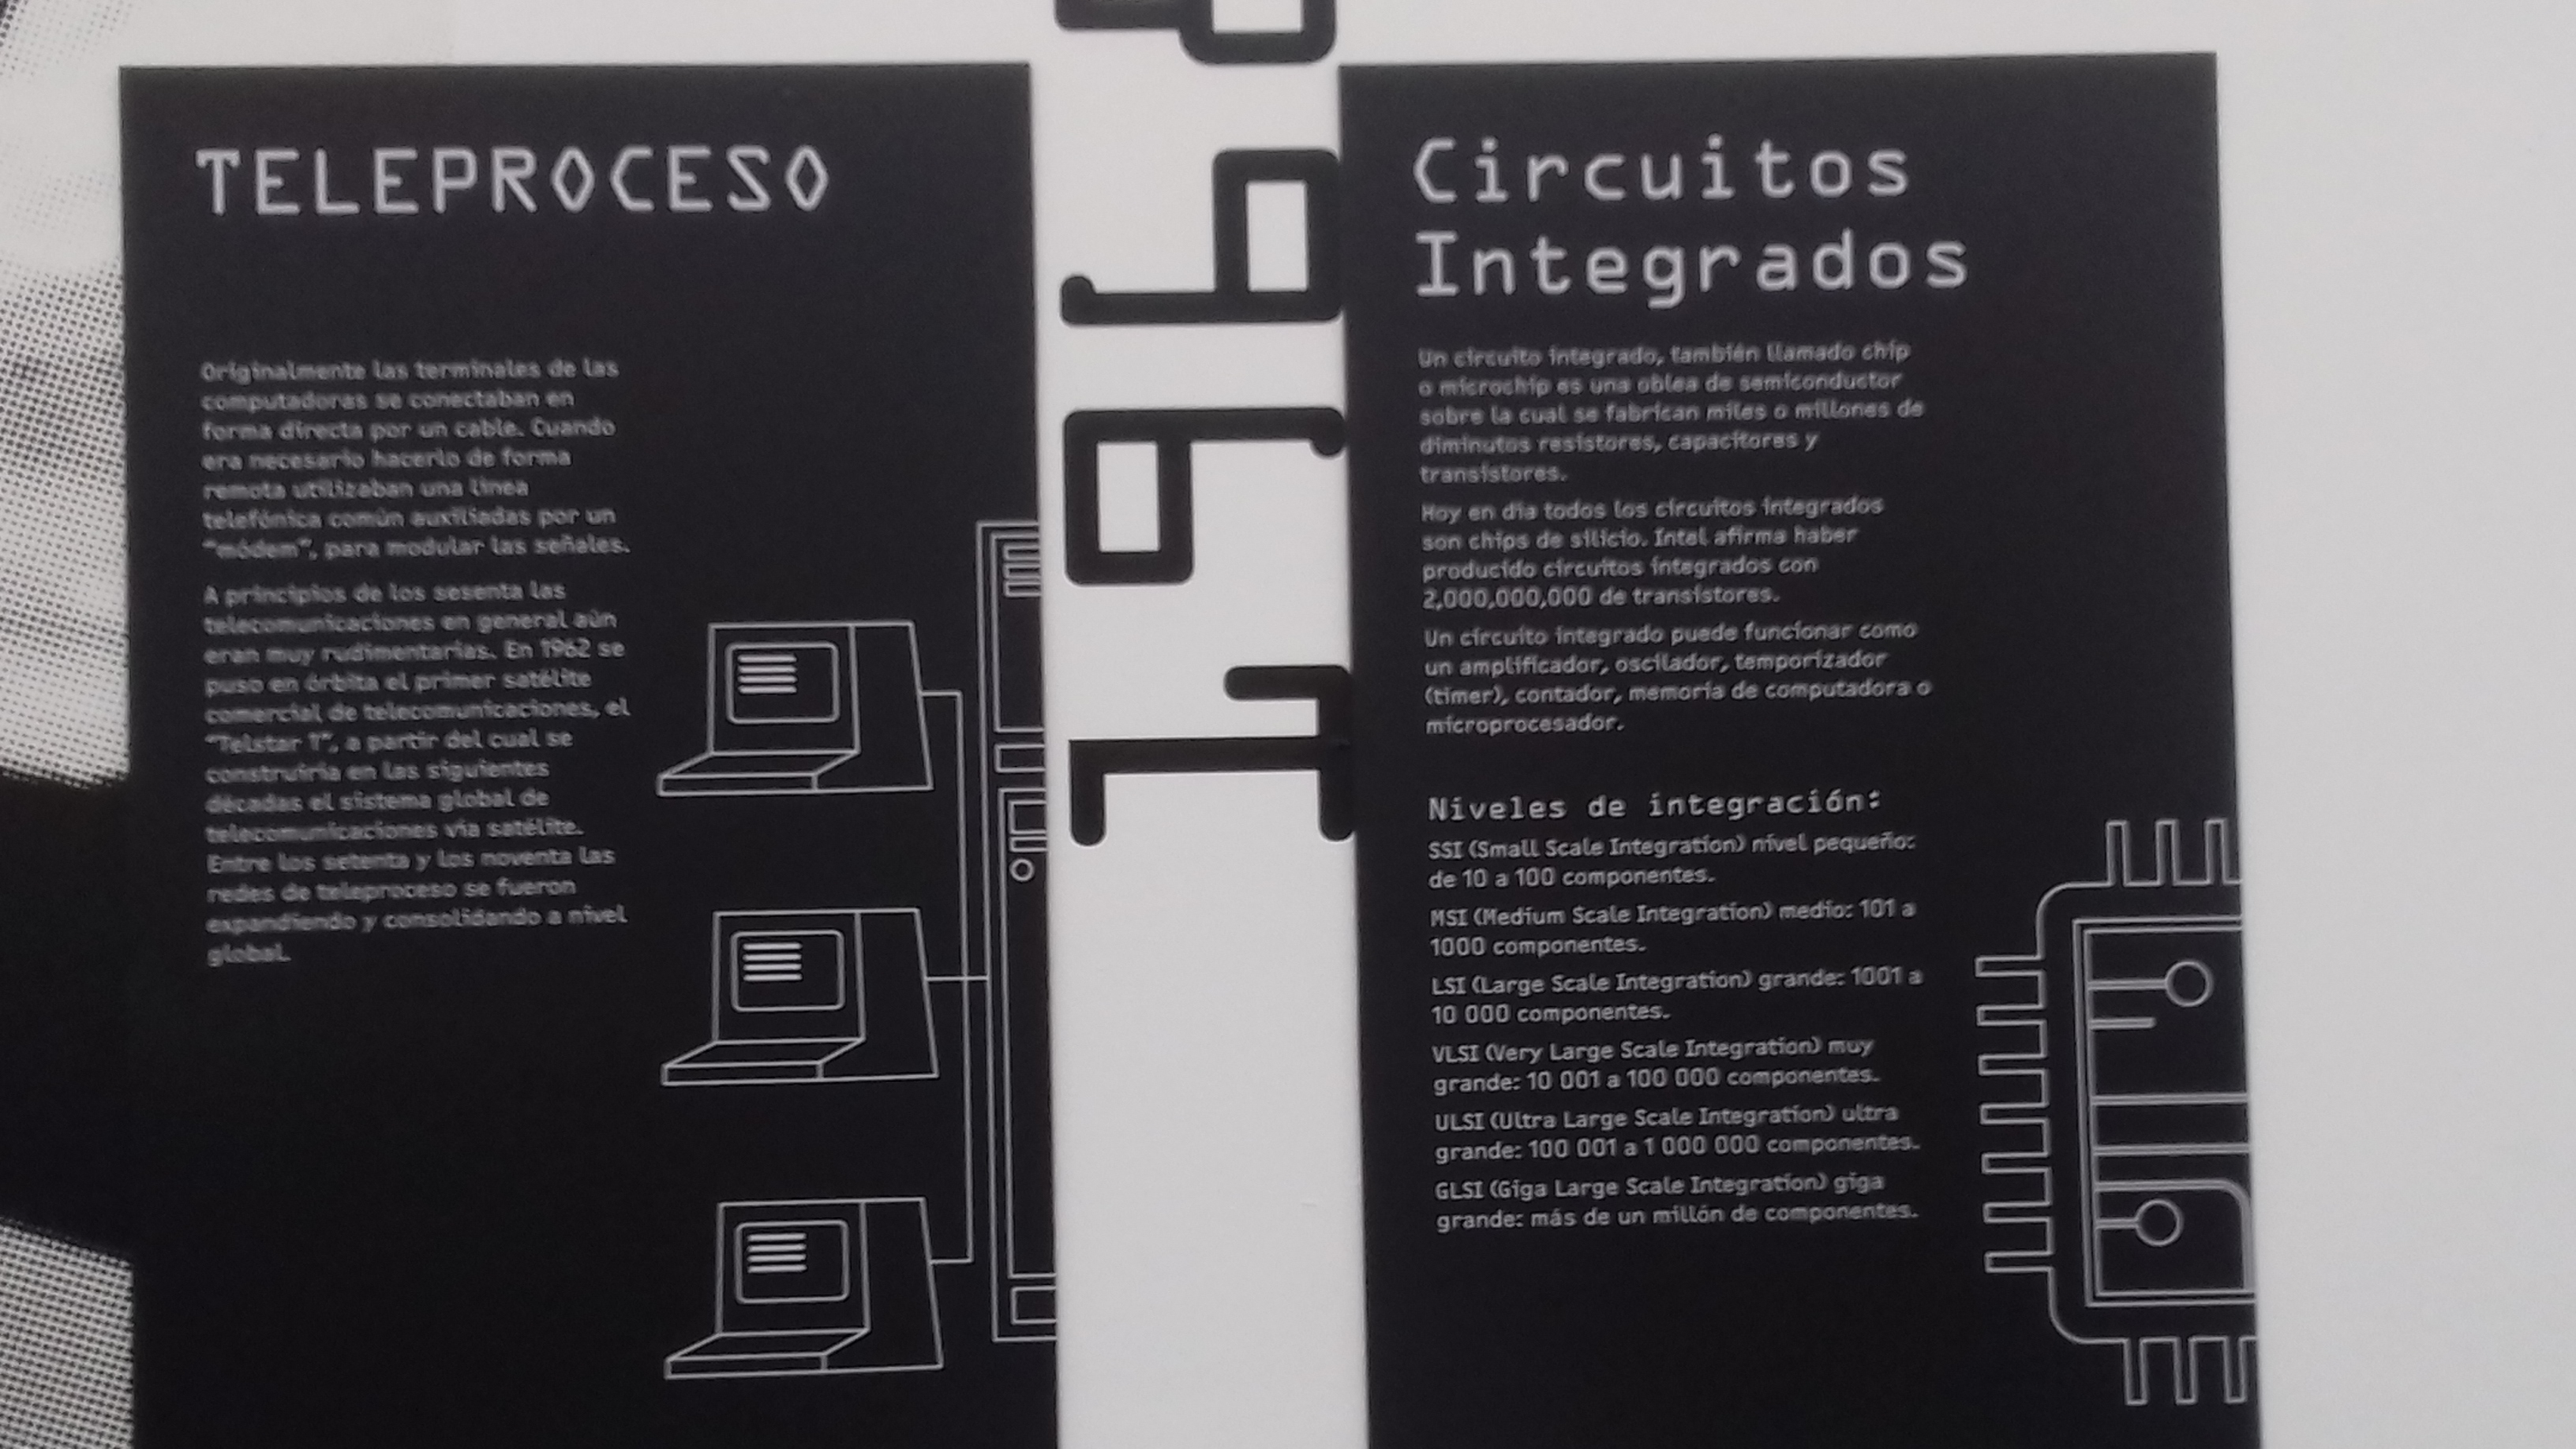 TELEPROCESO
Originalmente las terminales de las
computadoras se conectaban en
forma directa por un cable. Cuando
era necesario hacerlo de forma
remota utilizaban una línea
telefónica común auxiliadas por un
“módem”, para modular las señales.
A principios de los sesenta las
telecomunicaciones en general aún
eran muy rudimentarias. En 1962 se
puso en órbita el primer satélite
comercial de telecomunicaciones, el
“Telstar 1”, a partir del cual se
construiría en las siguientes
décadas el sistema global de
telecomunicaciones vía satélite.
Entre los setenta y los noventa las
redes de teleproceso se fueron
expandiendo y consolidando a nivel
global.
196
Circuitos
Integrados
Un circuito integrado, también llamado chip
o microchip es una oblea de semiconductor
sobre la cual se fabrican miles o millones de
diminutos resistores, capacitores y
transistores.
Hoy en día todos los circuitos integrados
son chips de silicio. Intel afirma haber
producido circuitos integrados con
2,000,000,000 de transistores.
Un circuito integrado puede funcionar como
un amplificador, oscilador, temporizador
(timer), contador, memoria de computadora o
microprocesador.
Niveles de integración:
SSI (Small Scale Integration) nivel pequeño:
de 10 a 100 componentes.
MSI (Medium Scale Integration) medio: 101 a
1000 componentes.
LSI (Large Scale Integration) grande: 1001 a
10 000 componentes.
VLSI (Very Large Scale Integration) muy
grande: 10 001 a 100 000 componentes.
ULSI (Ultra Large Scale Integration) ultra
grande: 100 001 a 1 000 000 componentes.
GLSI (Giga Large Scale Integration) giga
grande: más de un millón de componentes.